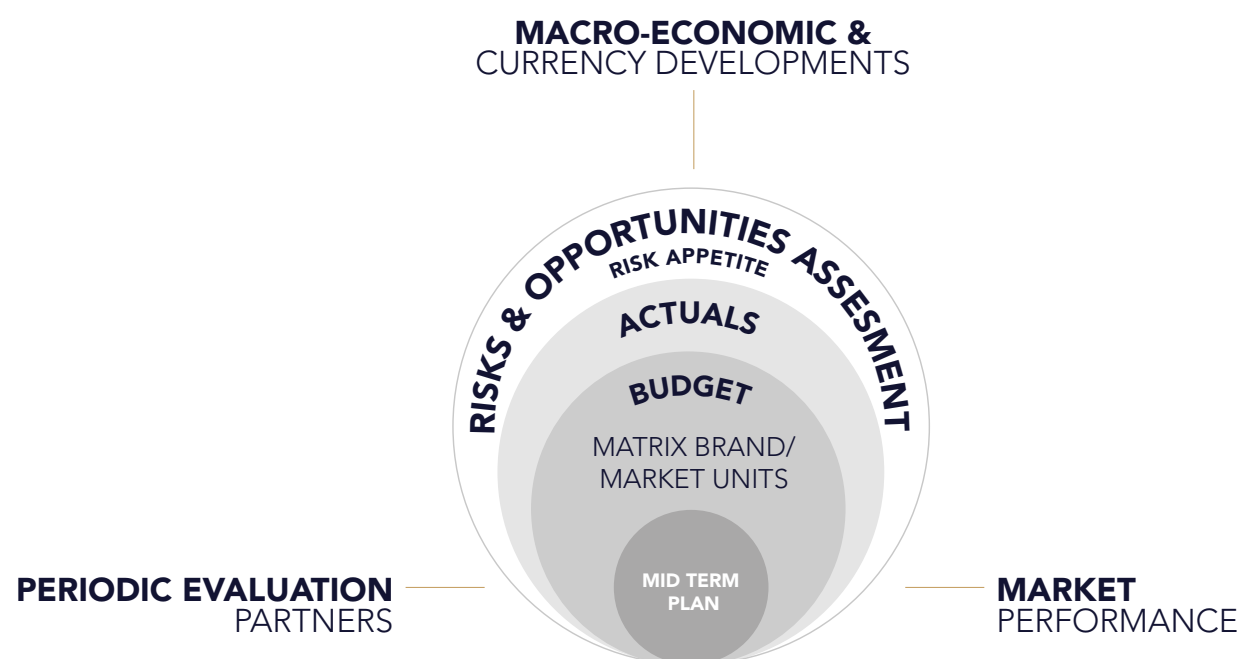 MACRO-ECONOMIC &
CURRENCY DEVELOPMENTS
RISKS & OPPORTUNITIES ASSESMENT
RISK APPETITE
ACTUALS
BUDGET
MATRIX BRAND/
MARKET UNITS
MID TERM
PLAN
PERIODIC EVALUATION
PARTNERS
MARKET
PERFORMANCE